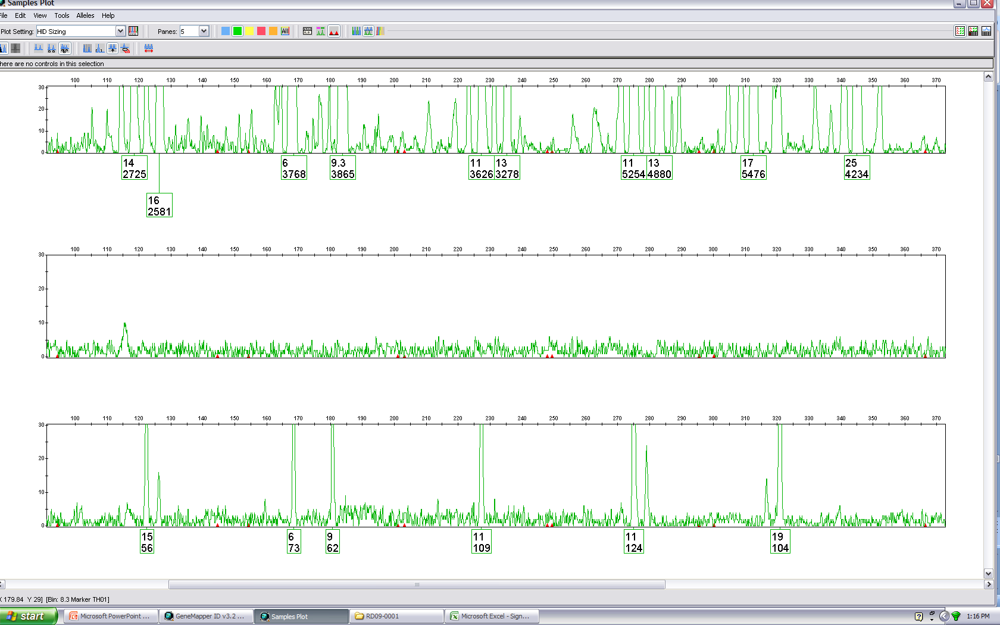 Samples Plot
File Edit View Tools Alleles Help
Plot Setting: HID Sizing Panes: 5 All
here are no controls in this selection
100 110 120 130 140 150 160 170 180 190 200 210 220 230 240 250 260 270 280 290 300 310 320 330 340 350 360 370
30
20
10
0
14 6 9.3 11 13 11 13 17 25
2725 3768 3865 3626 3278 5254 4880 5476 4234
16
2581
100 110 120 130 140 150 160 170 180 190 200 210 220 230 240 250 260 270 280 290 300 310 320 330 340 350 360 370
30
20
10
0
100 110 120 130 140 150 160 170 180 190 200 210 220 230 240 250 260 270 280 290 300 310 320 330 340 350 360 370
30
20
10
0
15 6 9 11 11 19
56 73 62 109 124 104
X 179.84 Y 29] [Bin: 8.3 Marker TH01]
start Microsoft PowerPoint ... GeneMapper ID v3.2 ... Samples Plot RD09-0001 Microsoft Excel - Sign... 1:16 PM